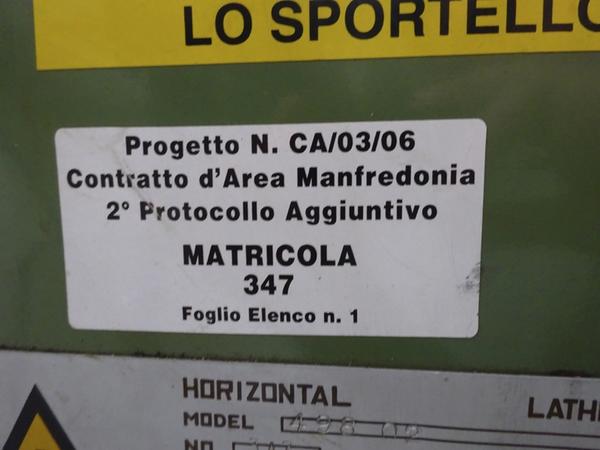 LO SPORTELLO
Progetto N. CA/03/06
Contratto d'Area Manfredonia
2° Protocollo Aggiuntivo
MATRICOLA
347
Foglio Elenco n. 1
HORIZONTAL
MODEL
NO